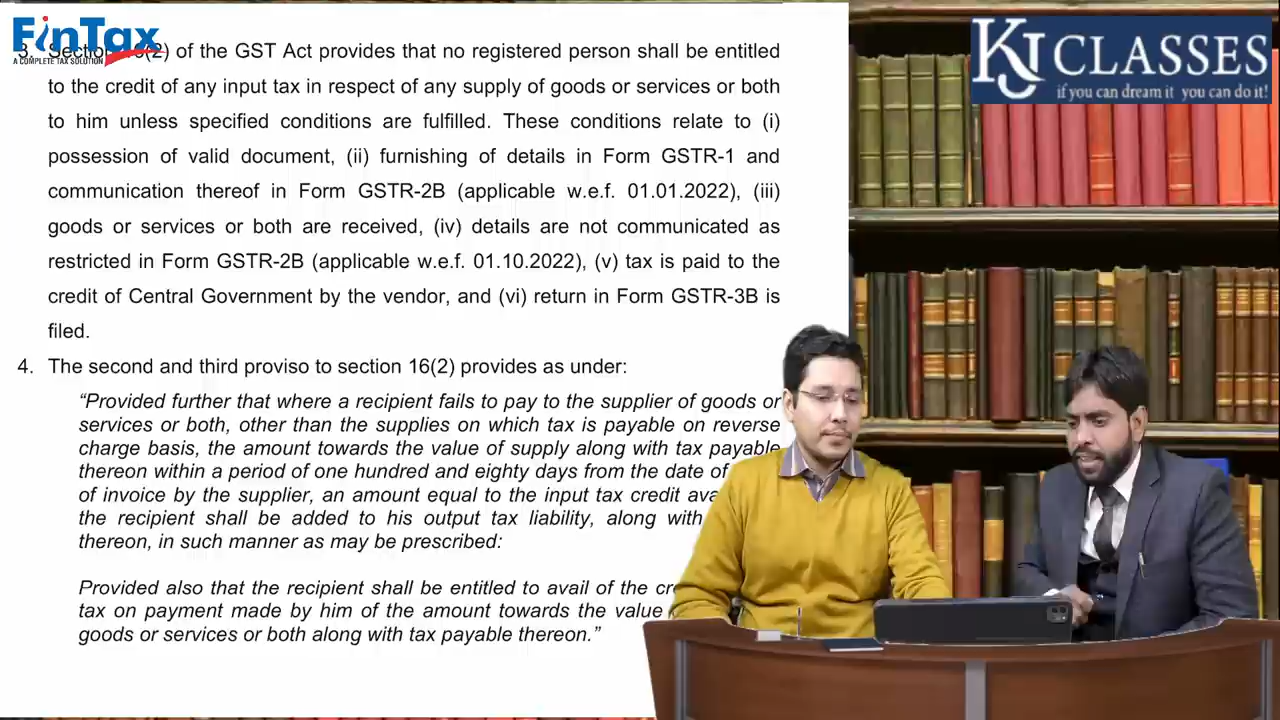 FinTax
A COMPLETE TAX SOLUTION
KJ CLASSES
if you can dream it you can do it!
3. Section (2) of the GST Act provides that no registered person shall be entitled
to the credit of any input tax in respect of any supply of goods or services or both
to him unless specified conditions are fulfilled. These conditions relate to (i)
possession of valid document, (ii) furnishing of details in Form GSTR-1 and
communication thereof in Form GSTR-2B (applicable w.e.f. 01.01.2022), (iii)
goods or services or both are received, (iv) details are not communicated as
restricted in Form GSTR-2B (applicable w.e.f. 01.10.2022), (v) tax is paid to the
credit of Central Government by the vendor, and (vi) return in Form GSTR-3B is
filed.
4. The second and third proviso to section 16(2) provides as under:
“Provided further that where a recipient fails to pay to the supplier of goods or
services or both, other than the supplies on which tax is payable on reverse
charge basis, the amount towards the value of supply along with tax payable
thereon within a period of one hundred and eighty days from the date of
of invoice by the supplier, an amount equal to the input tax credit
the recipient shall be added to his output tax liability, along with
thereon, in such manner as may be prescribed:
Provided also that the recipient shall be entitled to avail of the
tax on payment made by him of the amount towards the value
goods or services or both along with tax payable thereon.”